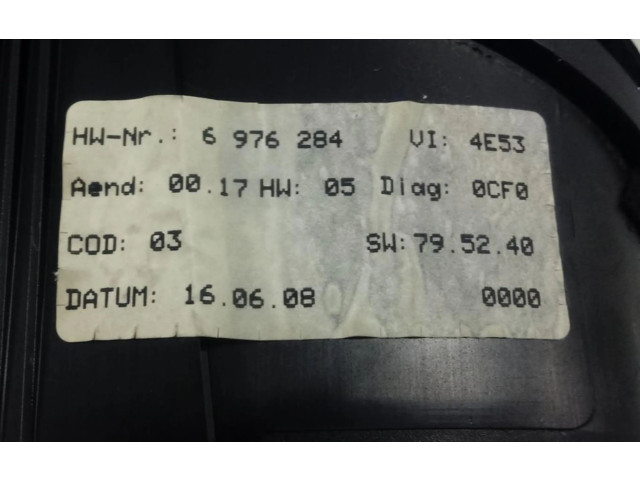 HW-Nr.: 6 976 284 VI: 4E53
Aend: 00.17 HW: 05 Diag: 0CF0
COD: 03 SW: 79.52.40
DATUM: 16.06.08 0000